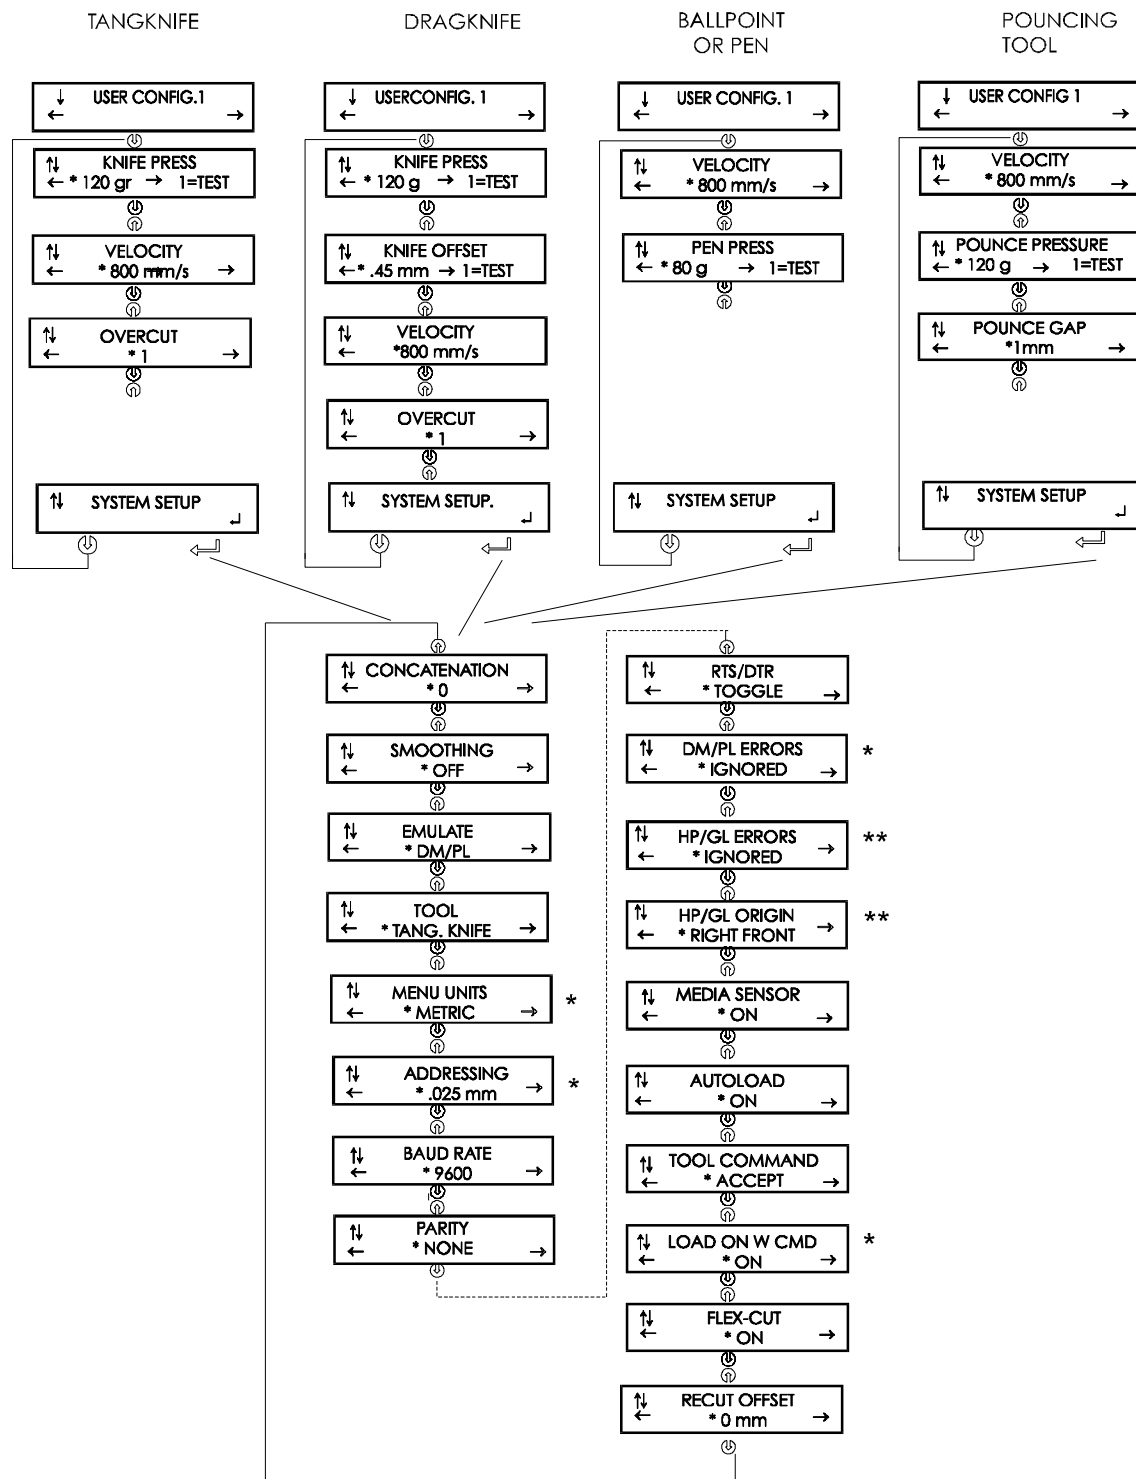 TANGKNIFE
USER CONFIG.1
↓ ← →
KNIFE PRESS
← * 120 gr → 1=TEST
VELOCITY
← * 800 mm/s →
OVERCUT
← * 1 →
SYSTEM SETUP
DRAGKNIFE
USERCONFIG. 1
↓ ← →
KNIFE PRESS
← * 120 g → 1=TEST
KNIFE OFFSET
← * .45 mm → 1=TEST
VELOCITY
← *800 mm/s
OVERCUT
← * 1 →
SYSTEM SETUP.
BALLPOINT
OR PEN
USER CONFIG. 1
↓ ← →
VELOCITY
← * 800 mm/s →
PEN PRESS
← * 80 g → 1=TEST
SYSTEM SETUP
POUNCING
TOOL
USER CONFIG 1
↓ ← →
VELOCITY
← * 800 mm/s →
POUNCE PRESSURE
← * 120 g → 1=TEST
POUNCE GAP
← *1mm →
SYSTEM SETUP
CONCATENATION
← * 0 →
SMOOTHING
← * OFF →
EMULATE
← * DM/PL →
TOOL
← * TANG. KNIFE →
MENU UNITS *
← * METRIC →
ADDRESSING *
← * .025 mm →
BAUD RATE
← * 9600 →
PARITY
← * NONE →
RTS/DTR
← * TOGGLE →
DM/PL ERRORS *
← * IGNORED →
HP/GL ERRORS **
← * IGNORED →
HP/GL ORIGIN **
← * RIGHT FRONT →
MEDIA SENSOR
← * ON →
AUTOLOAD
← * ON →
TOOL COMMAND
← * ACCEPT →
LOAD ON W CMD *
← * ON →
FLEX-CUT
← * ON →
RECUT OFFSET
← * 0 mm →